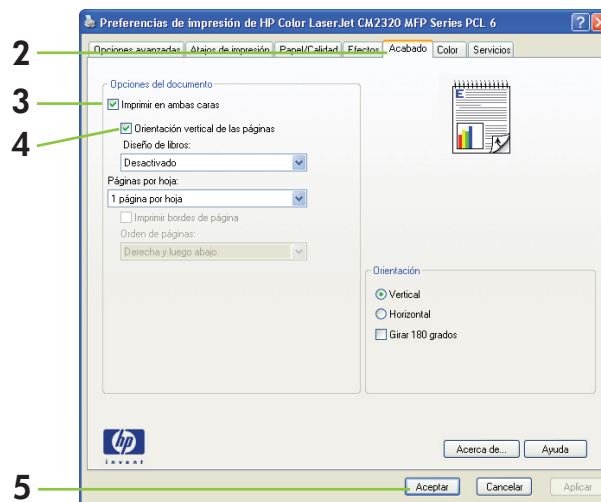 Preferencias de impresión de HP Color LaserJet CM2320 MFP Series PCL 6
2
Opciones avanzadas Atajos de impresión Papel/Calidad Efectos Acabado Color Servicios
Opciones del documento
3
Imprimir en ambas caras
4
Orientación vertical de las páginas
Diseño de libros:
Desactivado
Páginas por hoja:
1 página por hoja
Imprimir bordes de página
Orden de páginas:
Derecha y luego abajo
E
Orientación
Vertical
Horizontal
Girar 180 grados
hp
invent
Acerca de... Ayuda
5
Aceptar Cancelar Aplicar